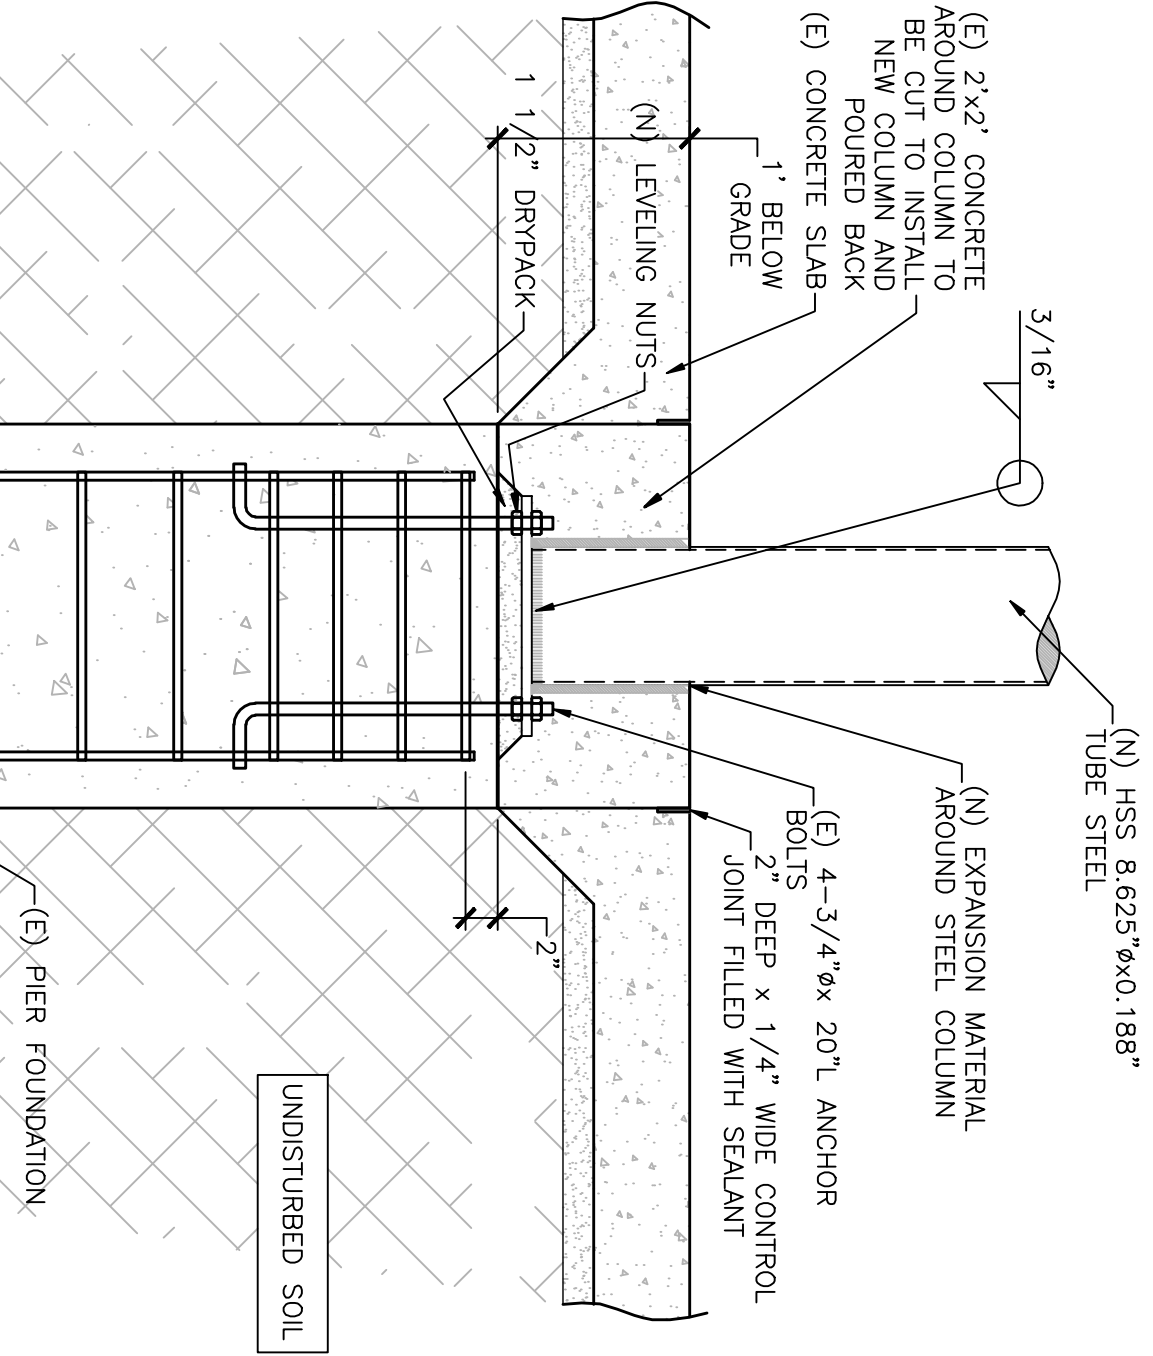 (E) 2'x2' CONCRETE
AROUND COLUMN TO
BE CUT TO INSTALL
NEW COLUMN AND
POURED BACK
(E) CONCRETE SLAB
1' BELOW
GRADE
(N) LEVELING NUTS
1 1/2" DRYPACK
3/16"
(N) HSS 8.625"øx0.188"
TUBE STEEL
(N) EXPANSION MATERIAL
AROUND STEEL COLUMN
(E) 4-3/4"øx 20"L ANCHOR
BOLTS
2" DEEP x 1/4" WIDE CONTROL
JOINT FILLED WITH SEALANT
2"
UNDISTURBED SOIL
(E) PIER FOUNDATION